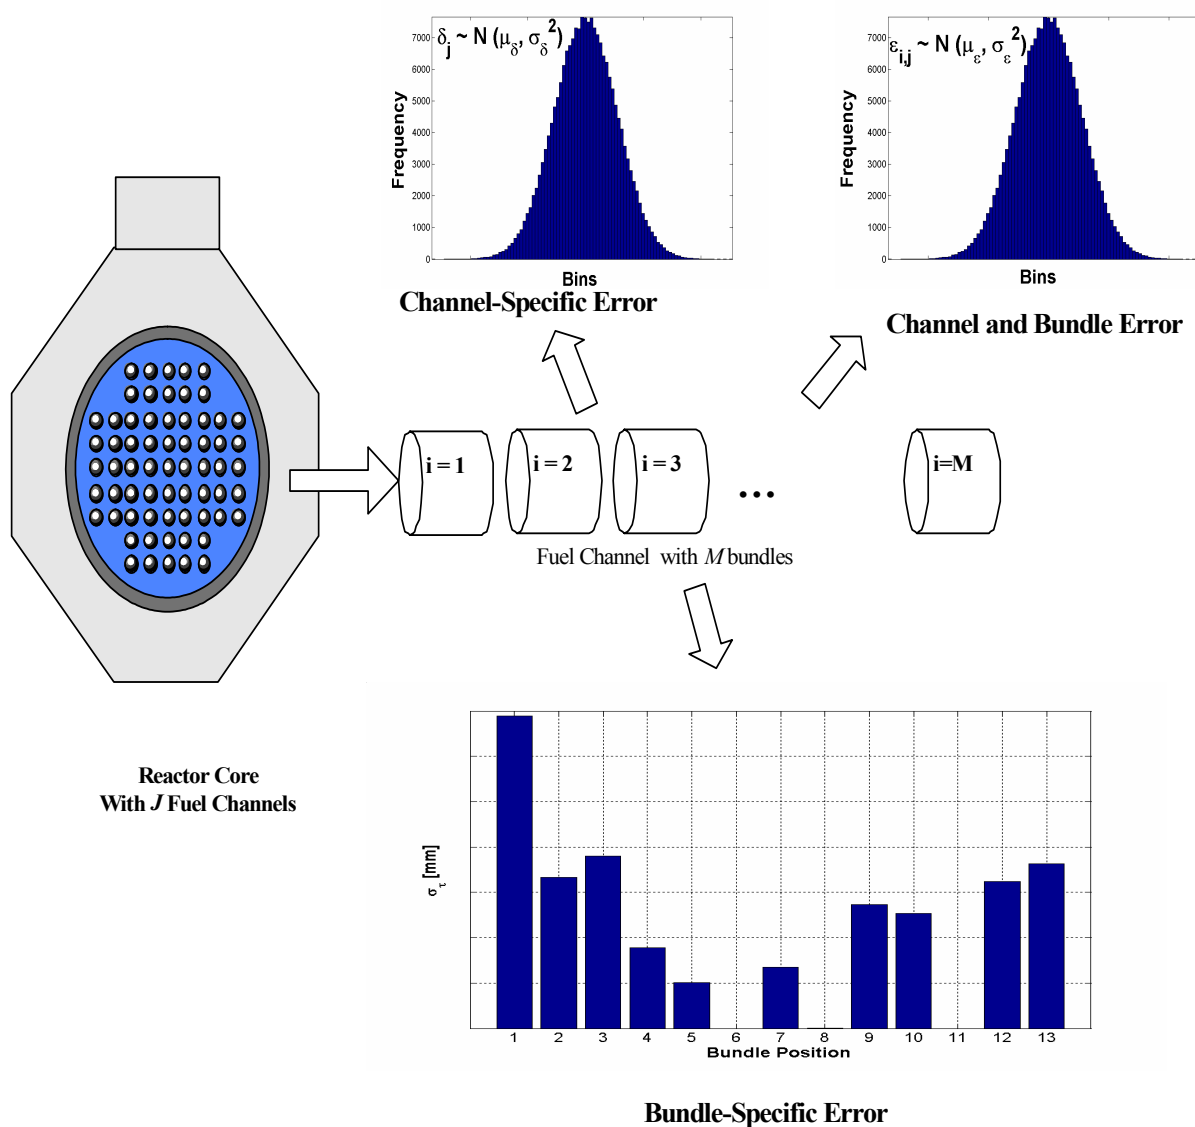 δj ~ N (μδ, σδ²)
7000
6000
5000
4000
3000
2000
1000
0
Frequency
Bins
Channel-Specific Error
εi,j ~ N (με, σε²)
7000
6000
5000
4000
3000
2000
1000
0
Frequency
Bins
Channel and Bundle Error
i = 1
i = 2
i = 3
...
i=M
Fuel Channel with M bundles
Reactor Core
With J Fuel Channels
στ [mm]
1 2 3 4 5 6 7 8 9 10 11 12 13
Bundle Position
Bundle-Specific Error